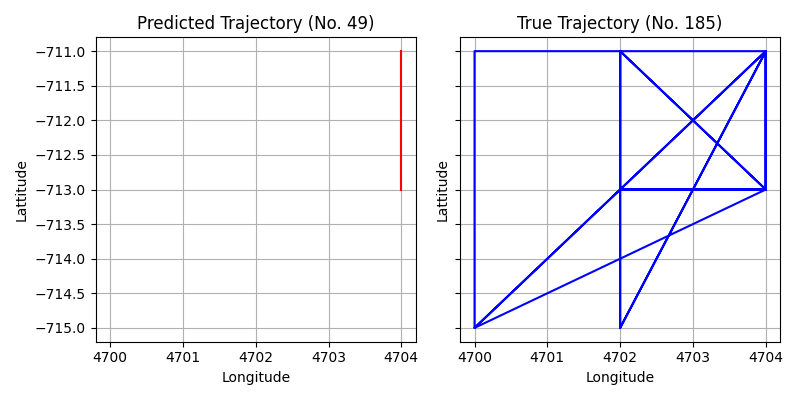 Predicted Trajectory (No. 49)
True Trajectory (No. 185)
−711.0
−711.5
−712.0
−712.5
−713.0
−713.5
−714.0
−714.5
−715.0
Lattitude
Lattitude
4700 4701 4702 4703 4704
4700 4701 4702 4703 4704
Longitude
Longitude